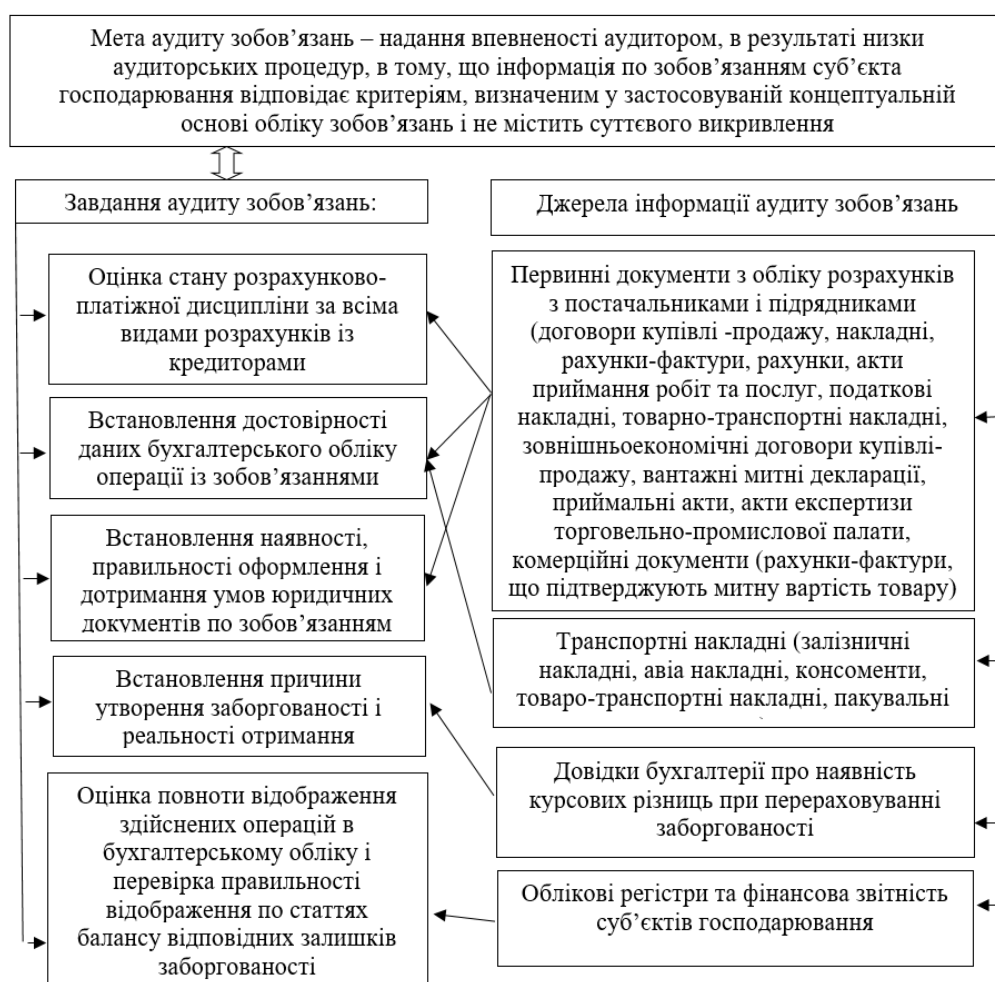 Мета аудиту зобов’язань – надання впевненості аудитором, в результаті низки
аудиторських процедур, в тому, що інформація по зобов’язанням суб’єкта
господарювання відповідає критеріям, визначеним у застосовуваній концептуальній
основі обліку зобов’язань і не містить суттєвого викривлення
Завдання аудиту зобов’язань:
Оцінка стану розрахунково-
платіжної дисципліни за всіма
видами розрахунків із
кредиторами
Встановлення достовірності
даних бухгалтерського обліку
операції із зобов’язаннями
Встановлення наявності,
правильності оформлення і
дотримання умов юридичних
документів по зобов’язанням
Встановлення причини
утворення заборгованості і
реальності отримання
Оцінка повноти відображення
здійснених операцій в
бухгалтерському обліку і
перевірка правильності
відображення по статтях
балансу відповідних залишків
заборгованості
Джерела інформації аудиту зобов’язань
Первинні документи з обліку розрахунків
з постачальниками і підрядниками
(договори купівлі -продажу, накладні,
рахунки-фактури, рахунки, акти
приймання робіт та послуг, податкові
накладні, товарно-транспортні накладні,
зовнішньоекономічні договори купівлі-
продажу, вантажні митні декларації,
приймальні акти, акти експертизи
торговельно-промислової палати,
комерційні документи (рахунки-фактури,
що підтверджують митну вартість товару)
Транспортні накладні (залізничні
накладні, авіа накладні, консоменти,
товаро-транспортні накладні, пакувальні
Довідки бухгалтерії про наявність
курсових різниць при перераховуванні
заборгованості
Облікові регістри та фінансова звітність
суб’єктів господарювання